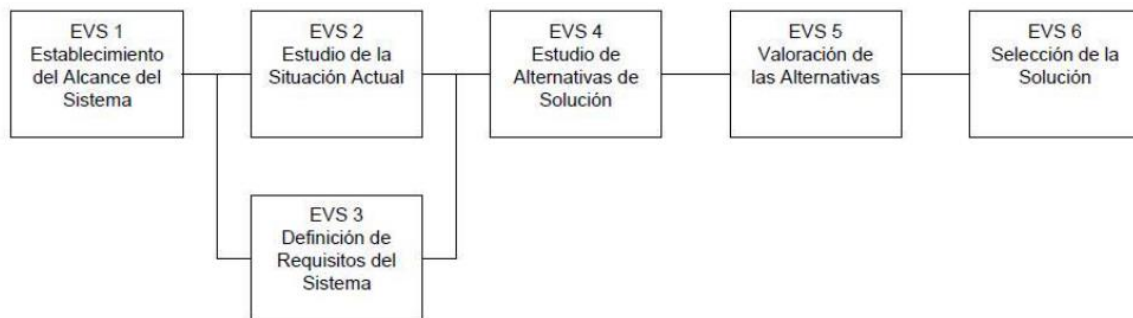 EVS 1
Establecimiento
del Alcance del
Sistema
EVS 2
Estudio de la
Situación Actual
EVS 4
Estudio de
Alternativas de
Solución
EVS 5
Valoración de
las Alternativas
EVS 6
Selección de la
Solución
EVS 3
Definición de
Requisitos del
Sistema